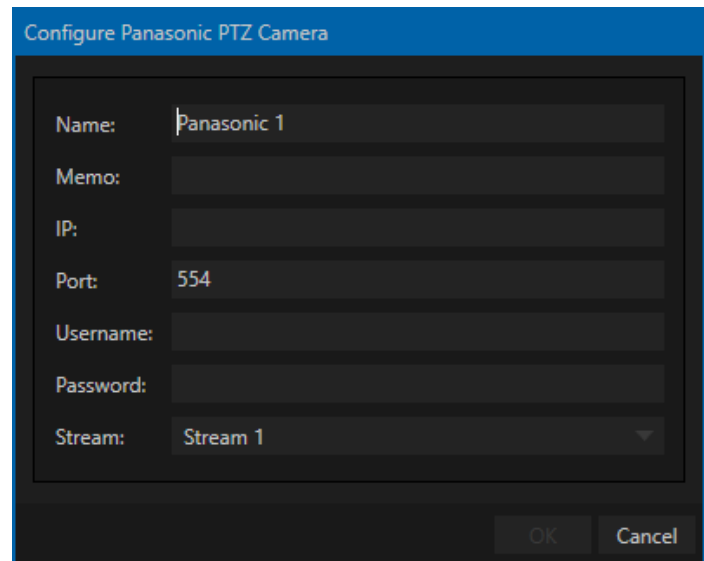 Configure Panasonic PTZ Camera
Name: Panasonic 1
Memo:
IP:
Port: 554
Username:
Password:
Stream: Stream 1
OK Cancel